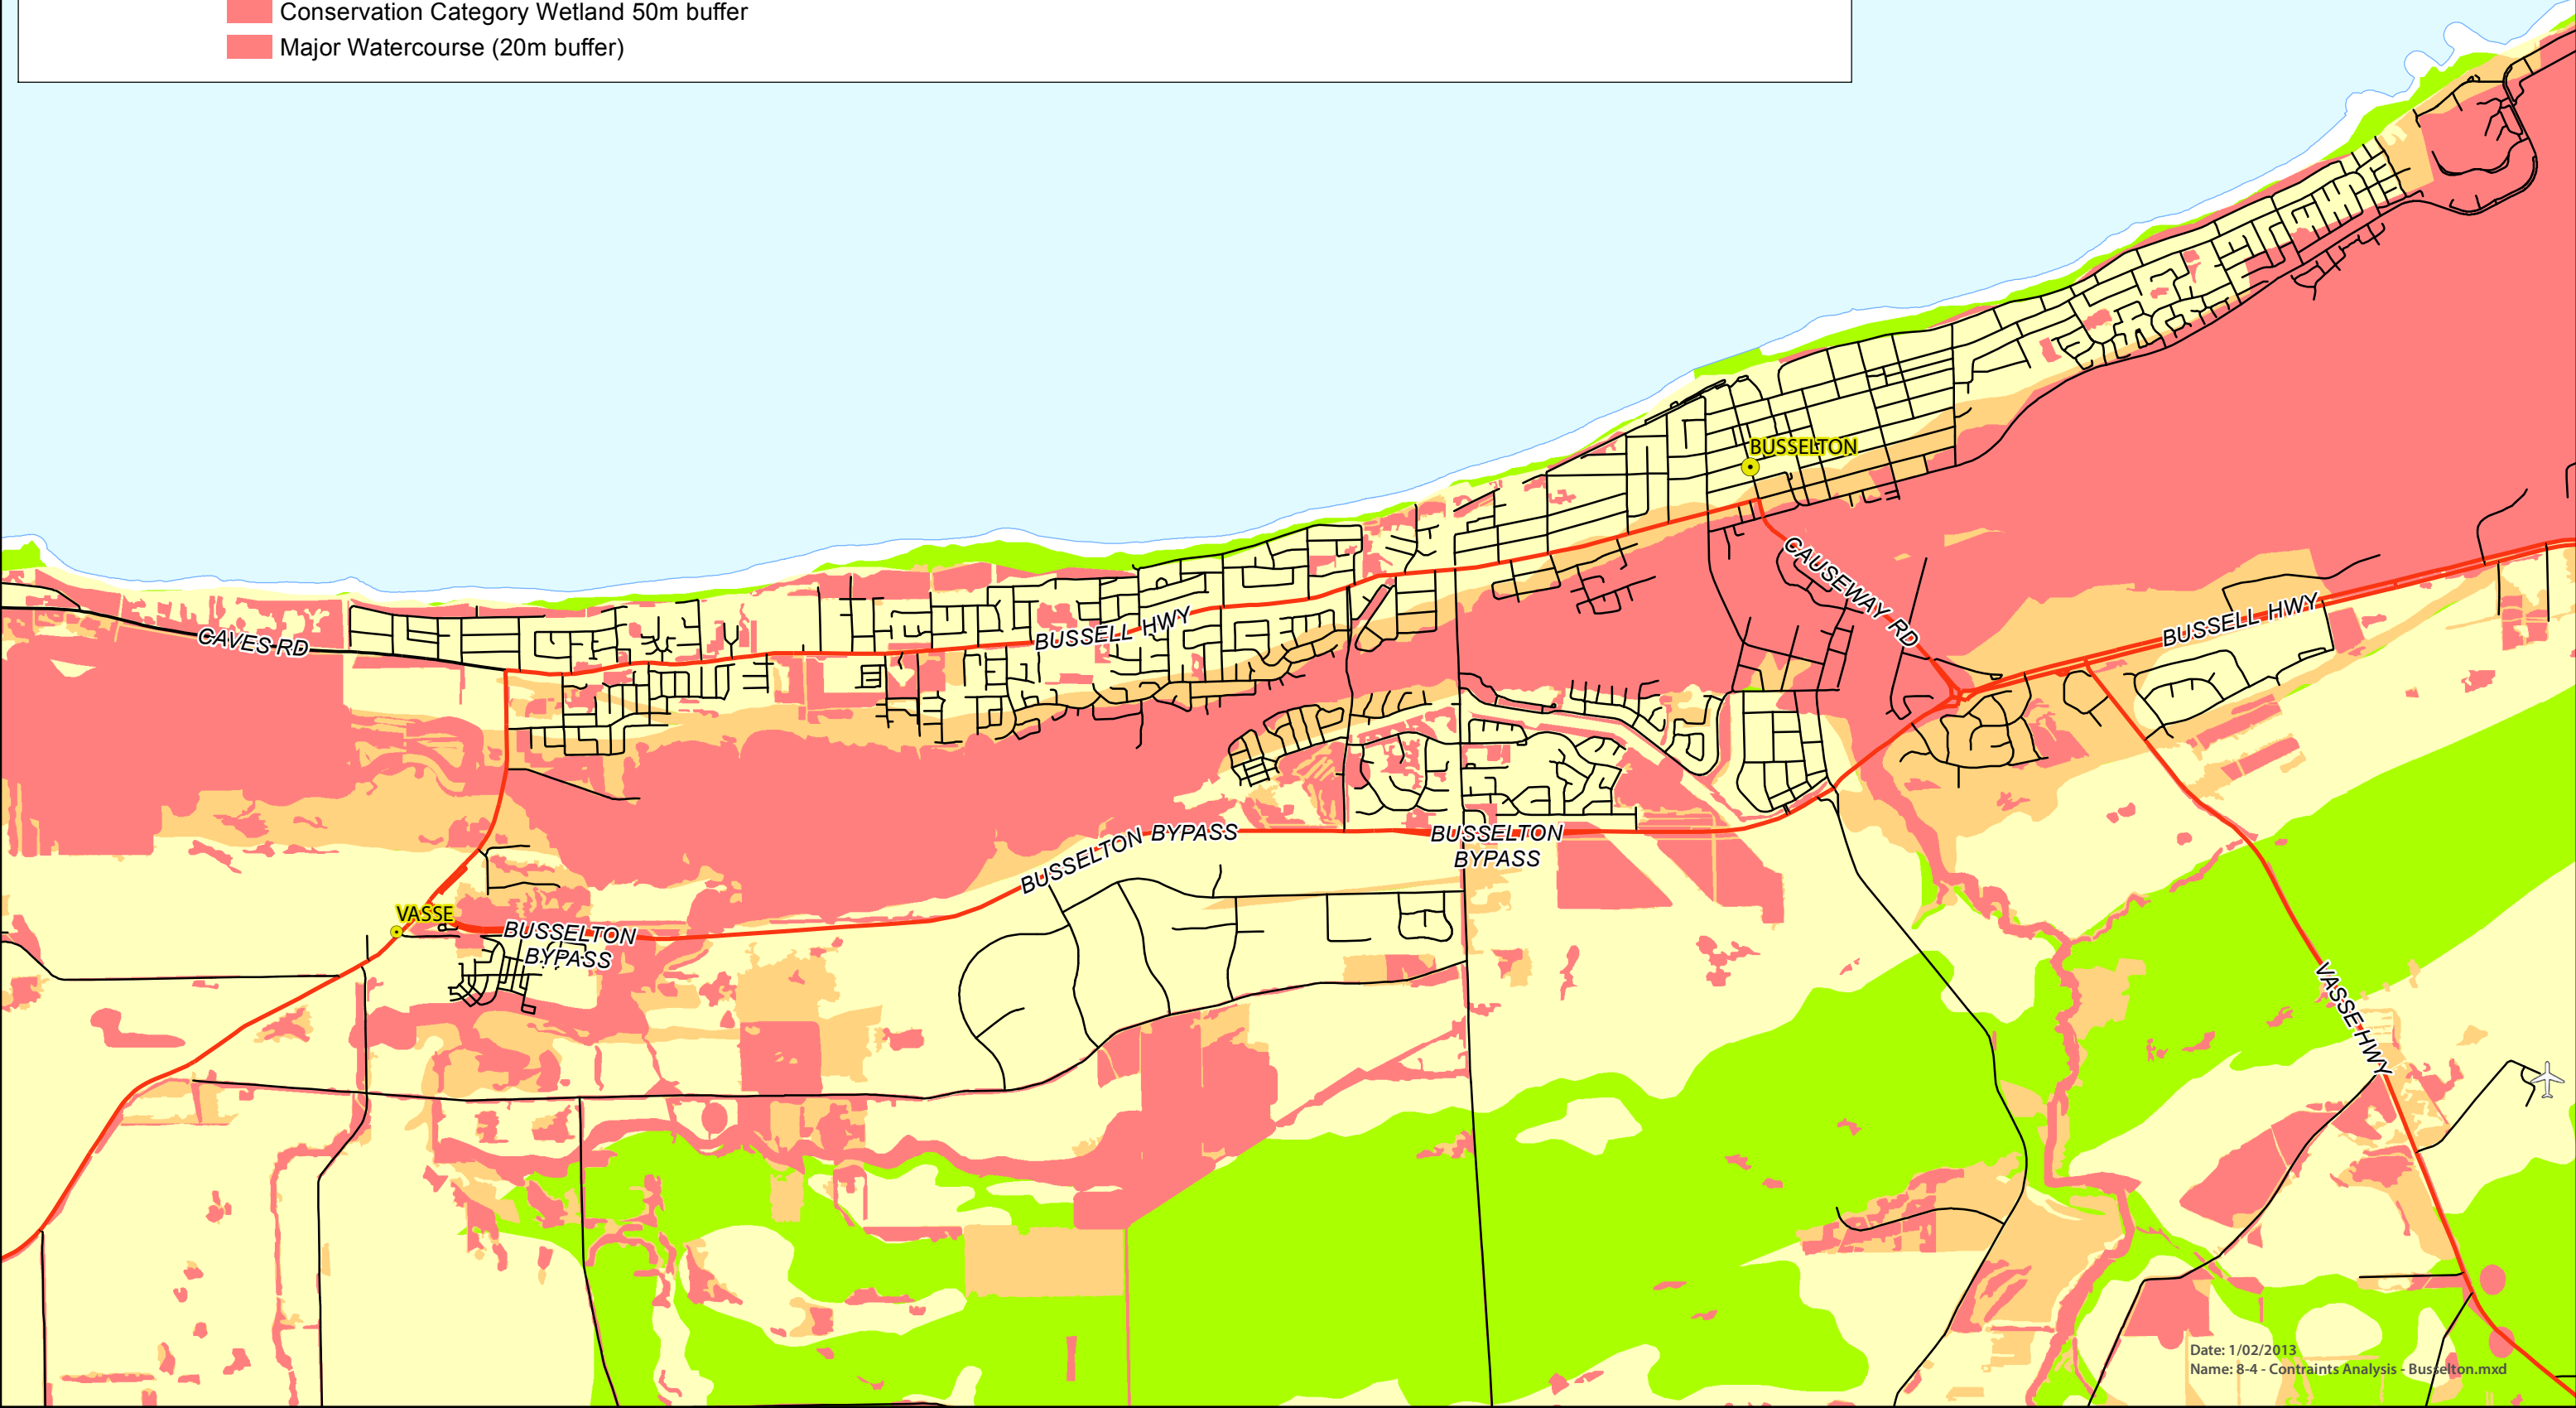 Conservation Category Wetland 50m buffer
Major Watercourse (20m buffer)
BUSSELTON
CAUSEWAY RD
BUSSELL HWY
BUSSELL HWY
CAVES RD
BUSSELTON BYPASS
BUSSELTON
BYPASS
VASSE
BUSSELTON
BYPASS
VASSE HWY
Date: 1/02/2013
Name: 8-4 - Contraints Analysis - Busselton.mxd